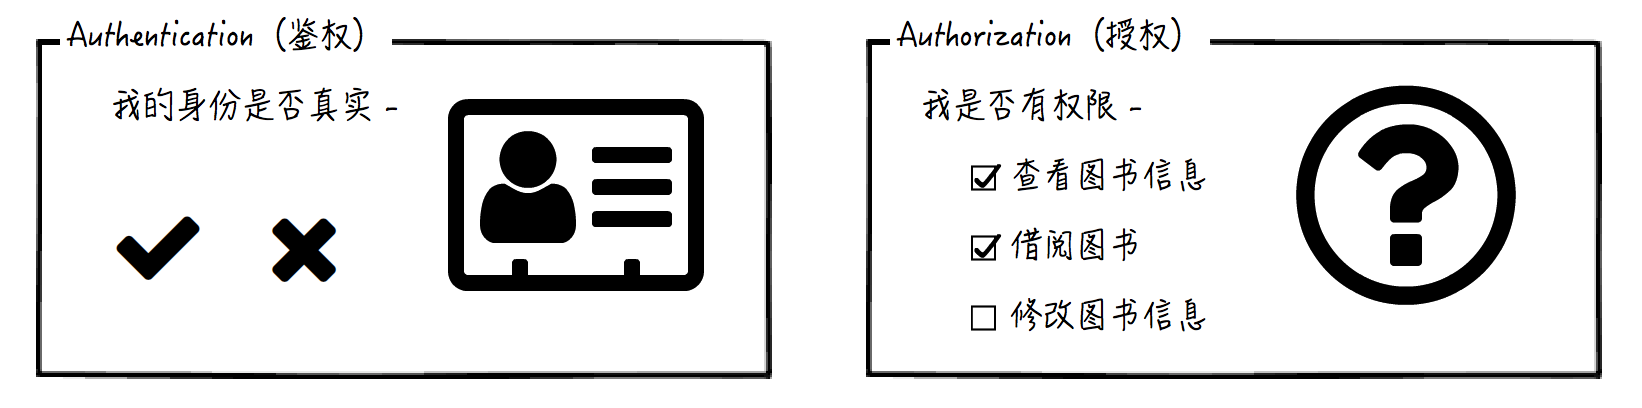 Authentication（鉴权）
我的身份是否真实 -
Authorization（授权）
我是否有权限 -
查看图书信息
借阅图书
修改图书信息